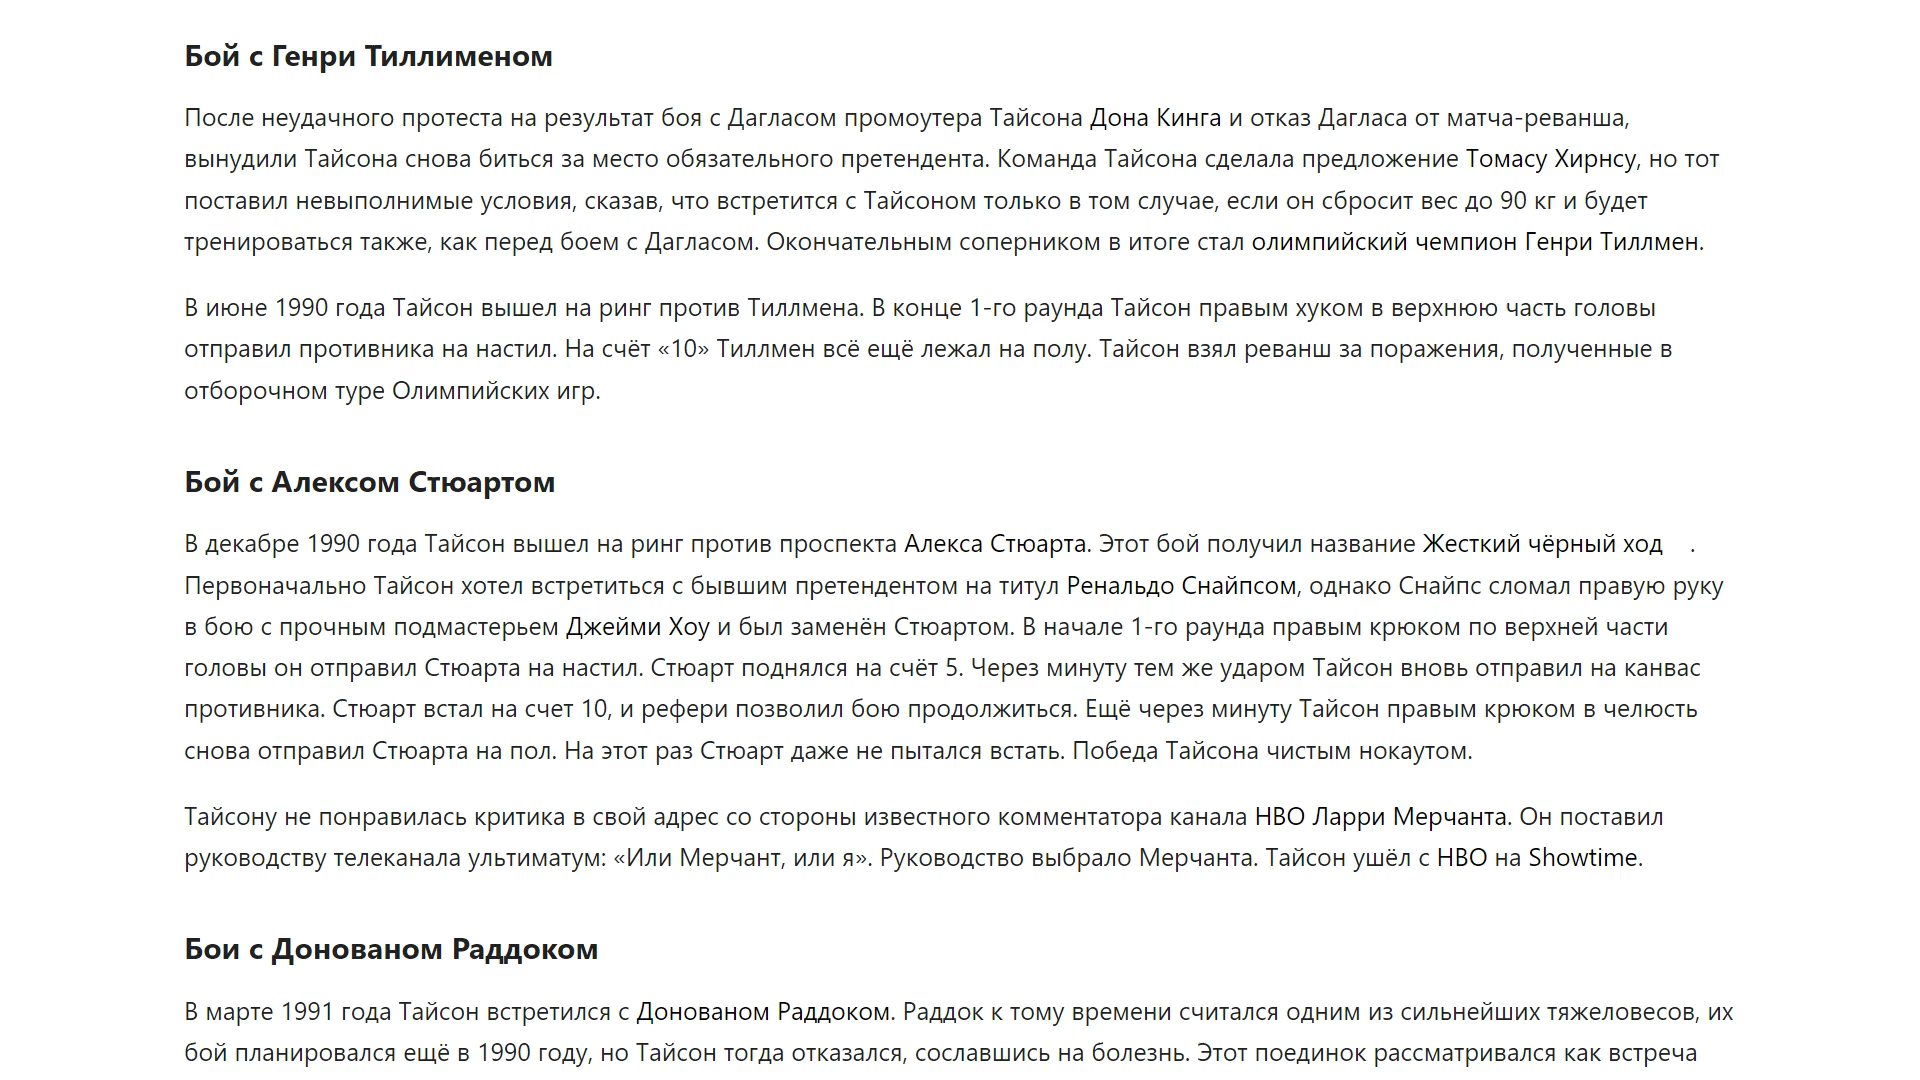 Бой с Генри Тиллименом
После неудачного протеста на результат боя с Дагласом промоутера Тайсона Дона Кинга и отказ Дагласа от матча-реванша,
вынудили Тайсона снова биться за место обязательного претендента. Команда Тайсона сделала предложение Томасу Хирнсу, но тот
поставил невыполнимые условия, сказав, что встретится с Тайсоном только в том случае, если он сбросит вес до 90 кг и будет
тренироваться также, как перед боем с Дагласом. Окончательным соперником в итоге стал олимпийский чемпион Генри Тиллмен.
В июне 1990 года Тайсон вышел на ринг против Тиллмена. В конце 1-го раунда Тайсон правым хуком в верхнюю часть головы
отправил противника на настил. На счёт «10» Тиллмен всё ещё лежал на полу. Тайсон взял реванш за поражения, полученные в
отборочном туре Олимпийских игр.
Бой с Алексом Стюартом
В декабре 1990 года Тайсон вышел на ринг против проспекта Алекса Стюарта. Этот бой получил название Жесткий чёрный ход .
Первоначально Тайсон хотел встретиться с бывшим претендентом на титул Ренальдо Снайпсом, однако Снайпс сломал правую руку
в бою с прочным подмастерьем Джейми Хоу и был заменён Стюартом. В начале 1-го раунда правым крюком по верхней части
головы он отправил Стюарта на настил. Стюарт поднялся на счёт 5. Через минуту тем же ударом Тайсон вновь отправил на канвас
противника. Стюарт встал на счет 10, и рефери позволил бою продолжиться. Ещё через минуту Тайсон правым крюком в челюсть
снова отправил Стюарта на пол. На этот раз Стюарт даже не пытался встать. Победа Тайсона чистым нокаутом.
Тайсону не понравилась критика в свой адрес со стороны известного комментатора канала HBO Ларри Мерчанта. Он поставил
руководству телеканала ультиматум: «Или Мерчант, или я». Руководство выбрало Мерчанта. Тайсон ушёл с HBO на Showtime.
Бои с Донованом Раддоком
В марте 1991 года Тайсон встретился с Донованом Раддоком. Раддок к тому времени считался одним из сильнейших тяжеловесов, их
бой планировался ещё в 1990 году, но Тайсон тогда отказался, сославшись на болезнь. Этот поединок рассматривался как встреча